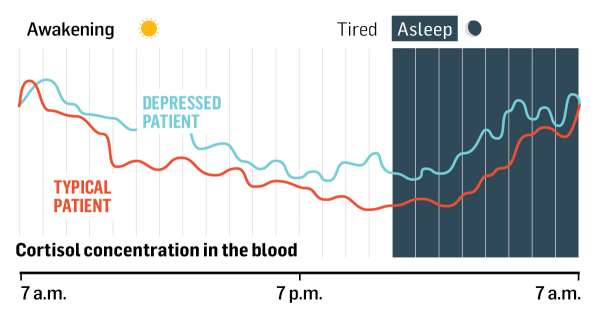 Awakening
Tired
Asleep
DEPRESSED
PATIENT
TYPICAL
PATIENT
Cortisol concentration in the blood
7 a.m.
7 p.m.
7 a.m.